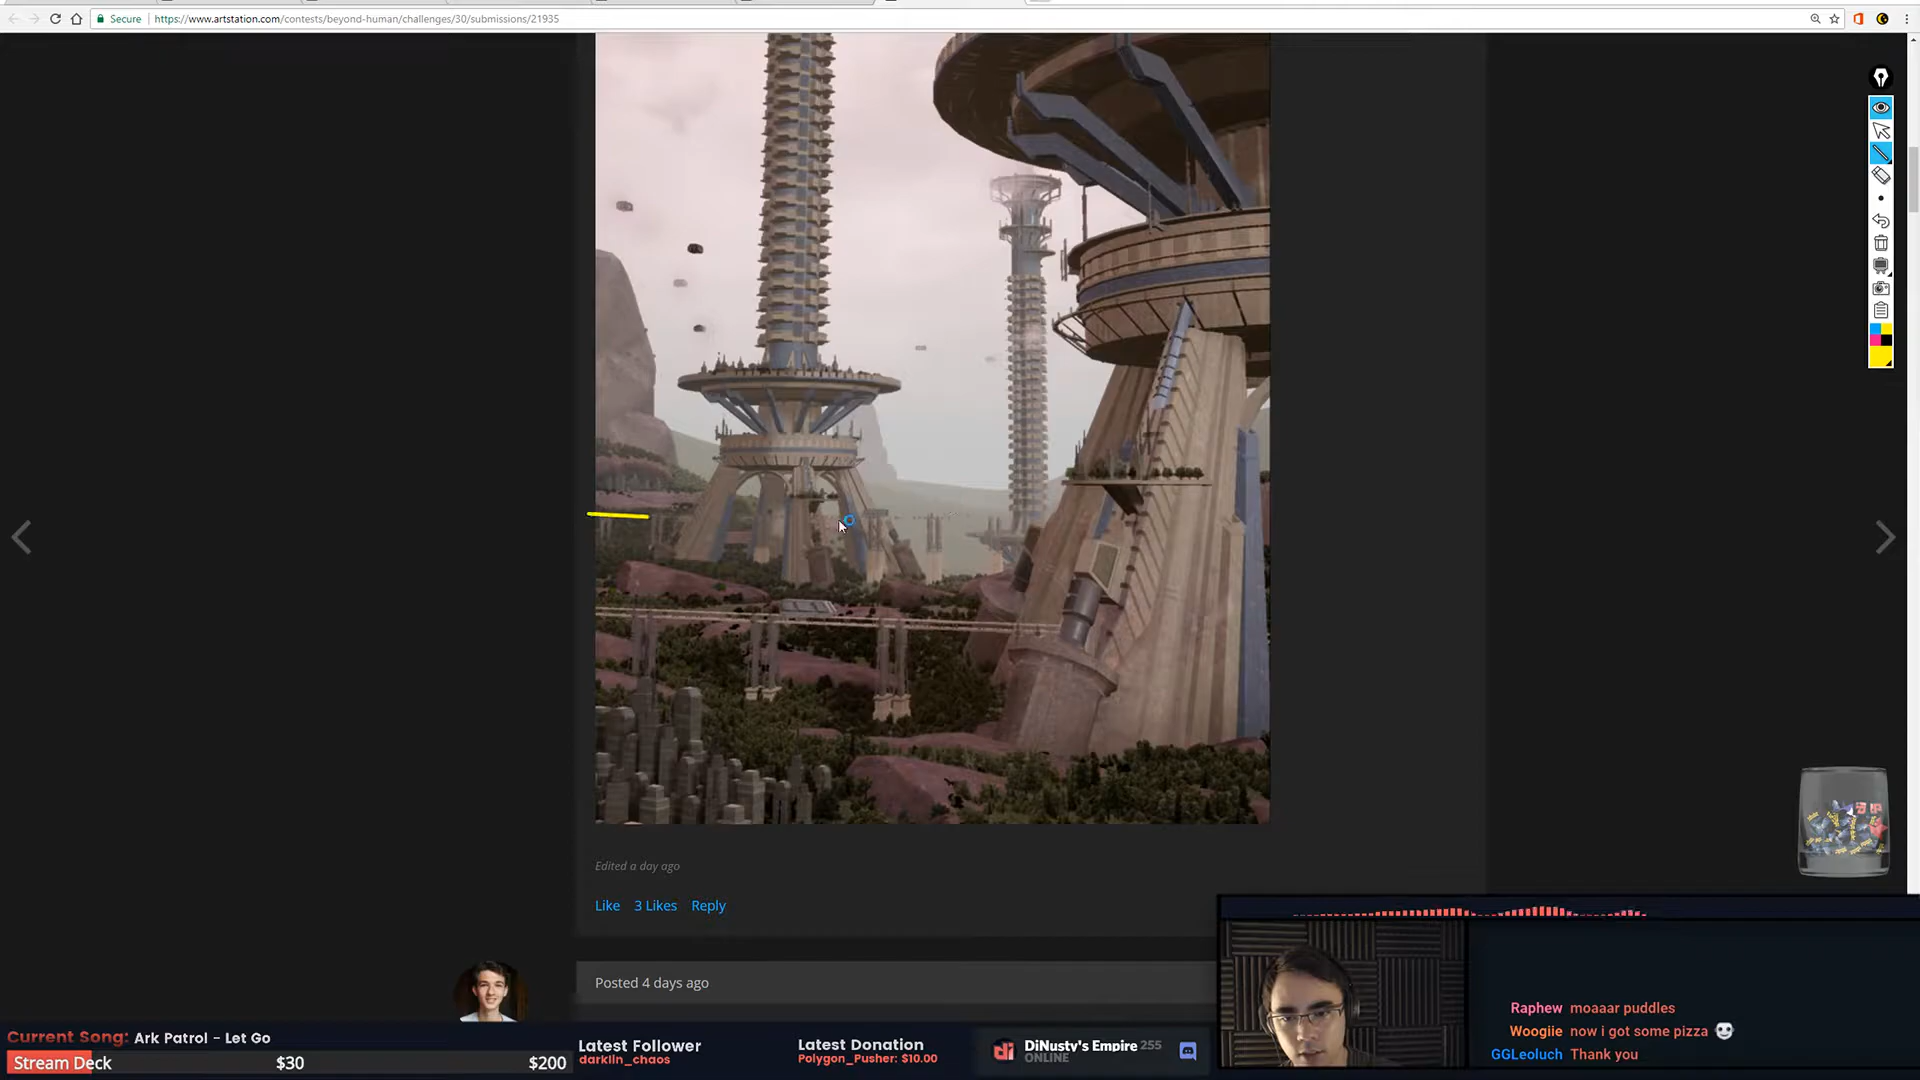 Secure https://www.artstation.com/contests/beyond-human/challenges/30/submissions/21935
Edited a day ago
Like 3 Likes Reply
Posted 4 days ago
Raphew moaaar puddles
Woogiie now i got some pizza
GGLeoluch Thank you
Current Song: Ark Patrol - Let Go
Stream Deck $30 $200
Latest Follower
darklin_chaos
Latest Donation
Polygon_Pusher: $10.00
DiNusty's Empire 255
ONLINE